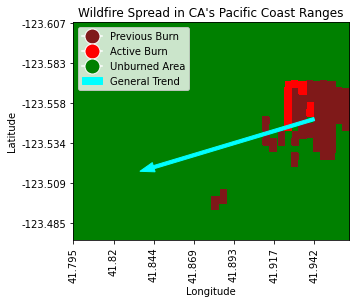 Wildfire Spread in CA's Pacific Coast Ranges
Previous Burn
Active Burn
Unburned Area
General Trend
Latitude
-123.607
-123.583
-123.558
-123.534
-123.509
-123.485
41.795
41.82
41.844
41.869
41.893
41.917
41.942
Longitude